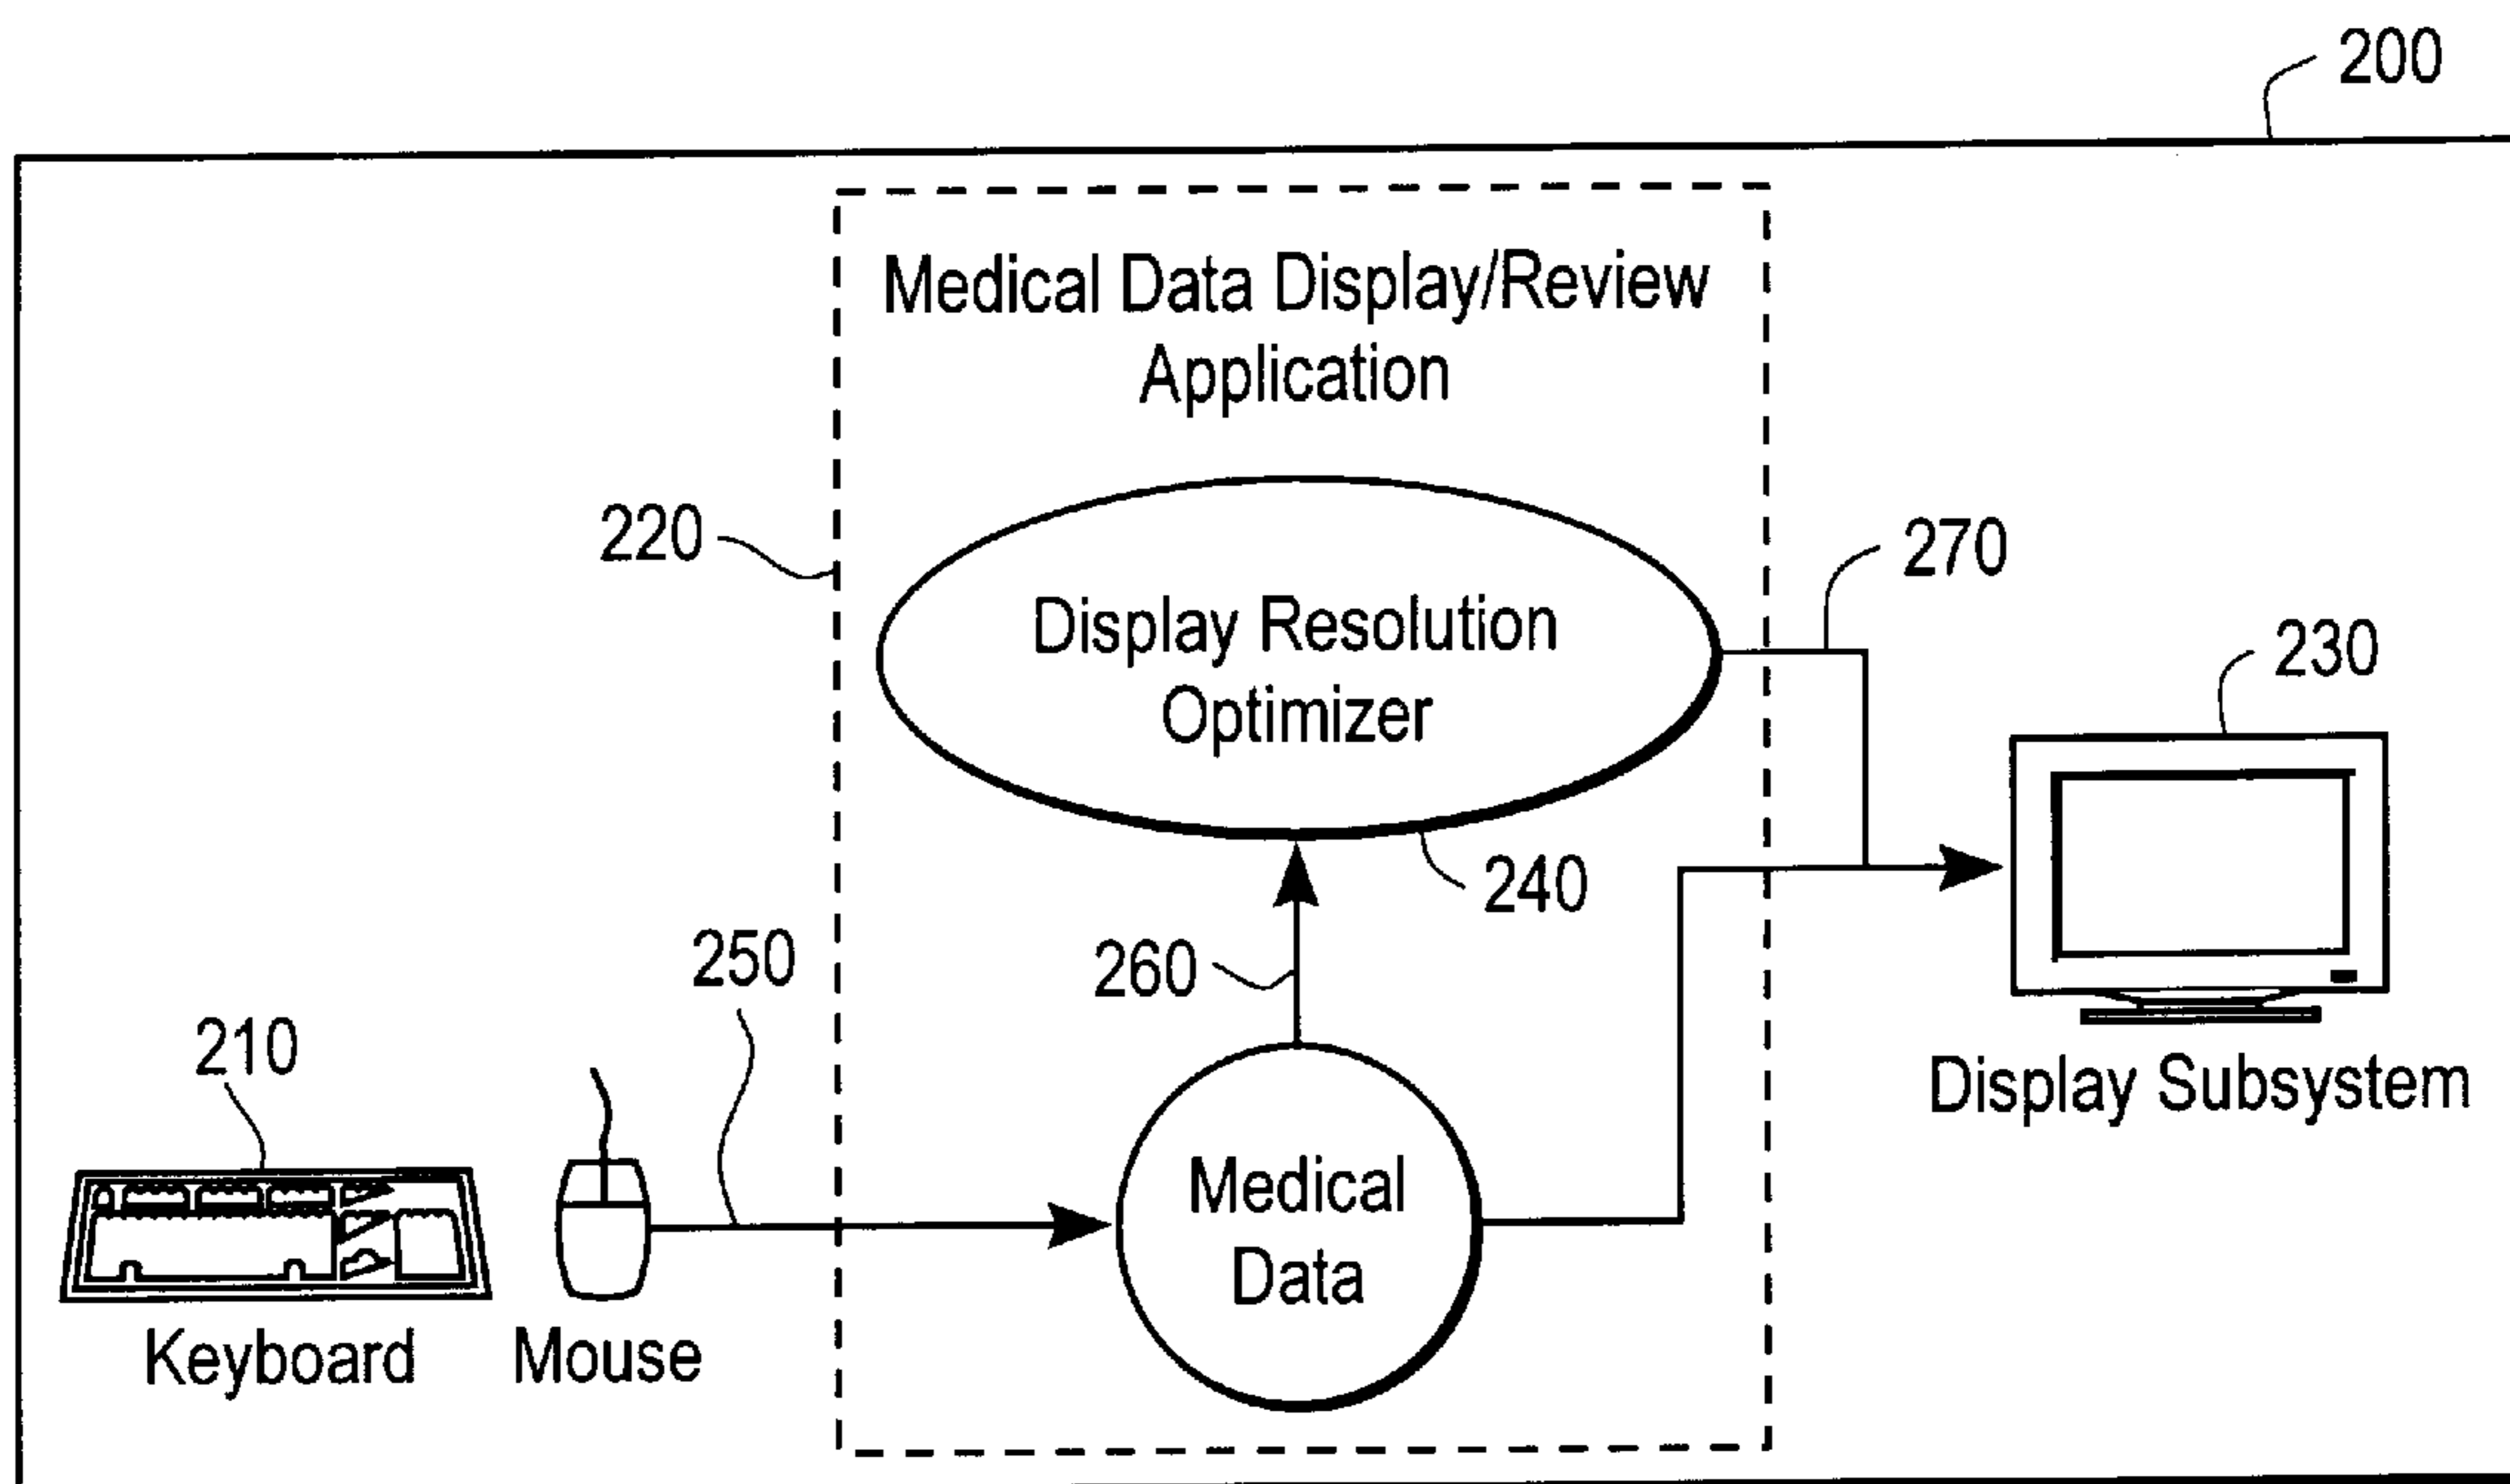 200
Medical Data Display/Review
Application
220
270
Display Resolution
Optimizer
230
240
250
260
210
Display Subsystem
Medical
Data
Keyboard
Mouse